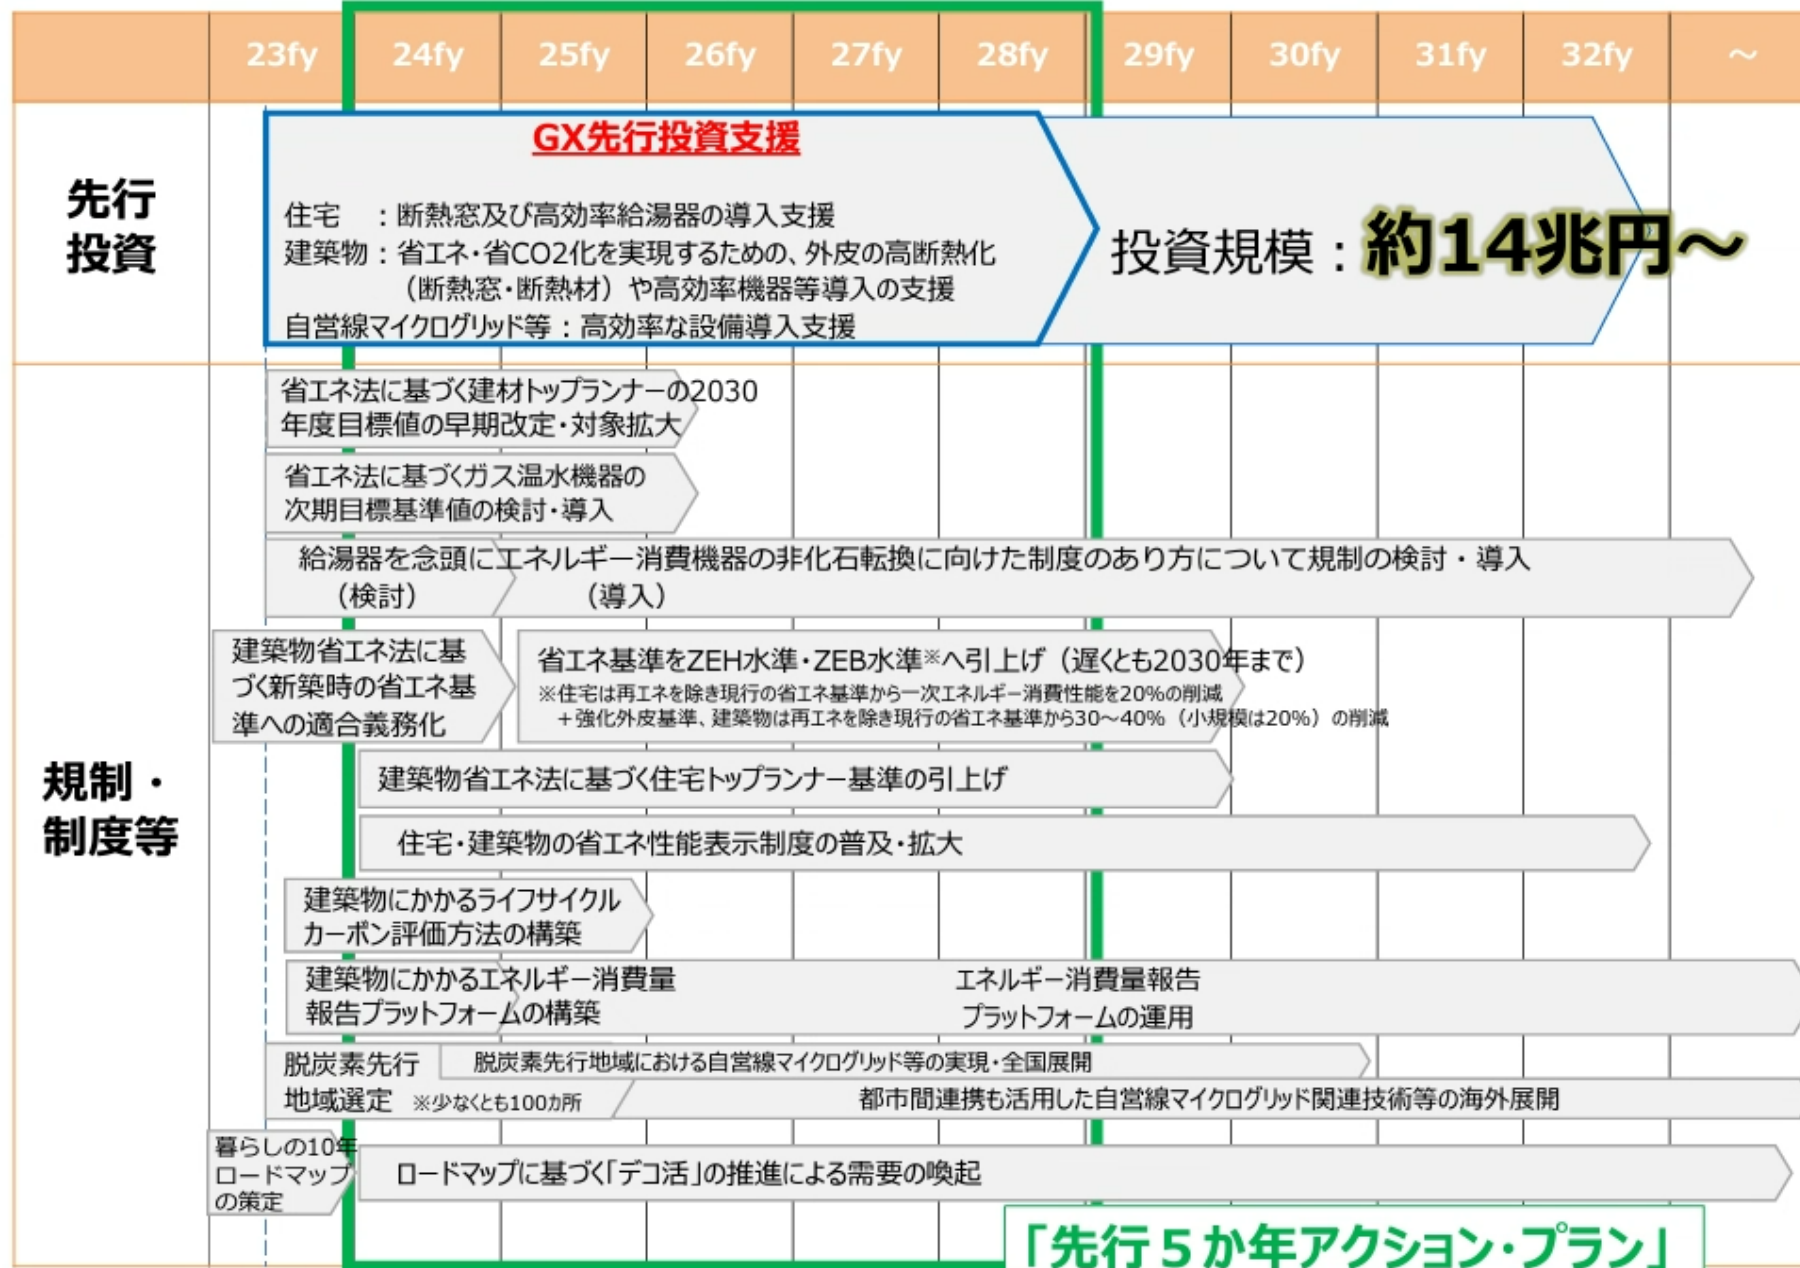 23fy 24fy 25fy 26fy 27fy 28fy 29fy 30fy 31fy 32fy ～
先行
投資
GX先行投資支援
住宅　：断熱窓及び高効率給湯器の導入支援
建築物：省エネ・省CO2化を実現するための、外皮の高断熱化
（断熱窓・断熱材）や高効率機器等導入の支援
自営線マイクログリッド等：高効率な設備導入支援
投資規模：約14兆円～
規制・
制度等
省エネ法に基づく建材トップランナーの2030
年度目標値の早期改定・対象拡大
省エネ法に基づくガス温水機器の
次期目標基準値の検討・導入
給湯器を念頭にエネルギー消費機器の非化石転換に向けた制度のあり方について規制の検討・導入
（検討）　（導入）
建築物省エネ法に基
づく新築時の省エネ基
準への適合義務化
省エネ基準をZEH水準・ZEB水準※へ引上げ（遅くとも2030年まで）
※住宅は再エネを除き現行の省エネ基準から一次エネルギー消費性能を20%の削減
＋強化外皮基準、建築物は再エネを除き現行の省エネ基準から30～40%（小規模は20%）の削減
建築物省エネ法に基づく住宅トップランナー基準の引上げ
住宅・建築物の省エネ性能表示制度の普及・拡大
建築物にかかるライフサイクル
カーボン評価方法の構築
建築物にかかるエネルギー消費量
報告プラットフォームの構築
エネルギー消費量報告
プラットフォームの運用
脱炭素先行
地域選定　※少なくとも100カ所
脱炭素先行地域における自営線マイクログリッド等の実現・全国展開
都市間連携も活用した自営線マイクログリッド関連技術等の海外展開
暮らしの10年
ロードマップ
の策定
ロードマップに基づく「デコ活」の推進による需要の喚起
「先行５か年アクション・プラン」